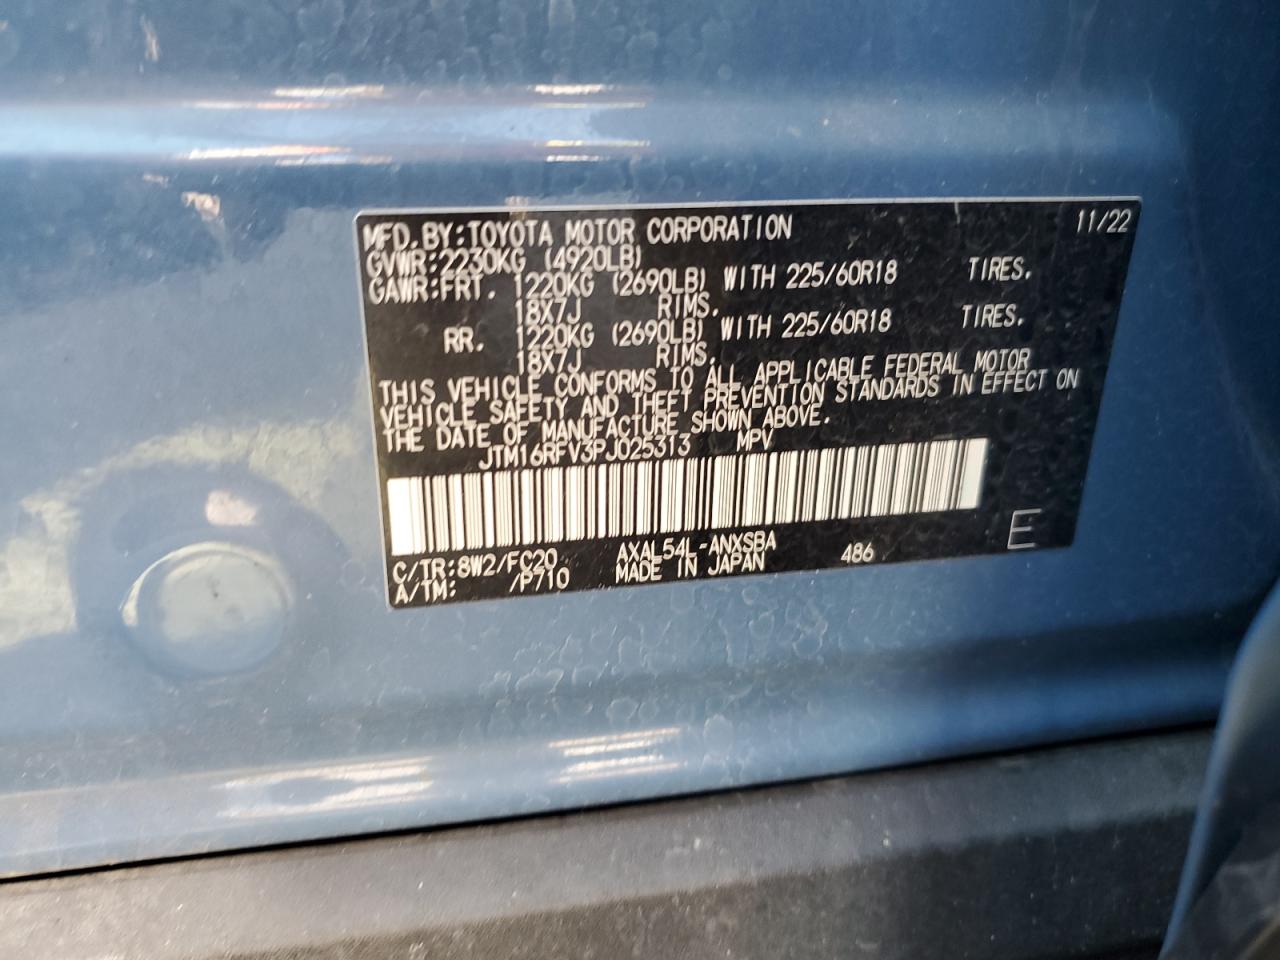 MFD.BY:TOYOTA MOTOR CORPORATION 11/22
GVWR:2230KG (4920LB)
GAWR:FRT. 1220KG (2690LB) WITH 225/60R18 TIRES.
18X7J RIMS.
RR. 1220KG (2690LB) WITH 225/60R18 TIRES.
18X7J RIMS.
THIS VEHICLE CONFORMS TO ALL APPLICABLE FEDERAL MOTOR
VEHICLE SAFETY AND THEFT PREVENTION STANDARDS IN EFFECT ON
THE DATE OF MANUFACTURE SHOWN ABOVE.
JTM16RFV3PJ025313 MPV
C/TR:8W2/FC20 AXAL54L-ANXSBA 486 E
A/TM: /P710 MADE IN JAPAN